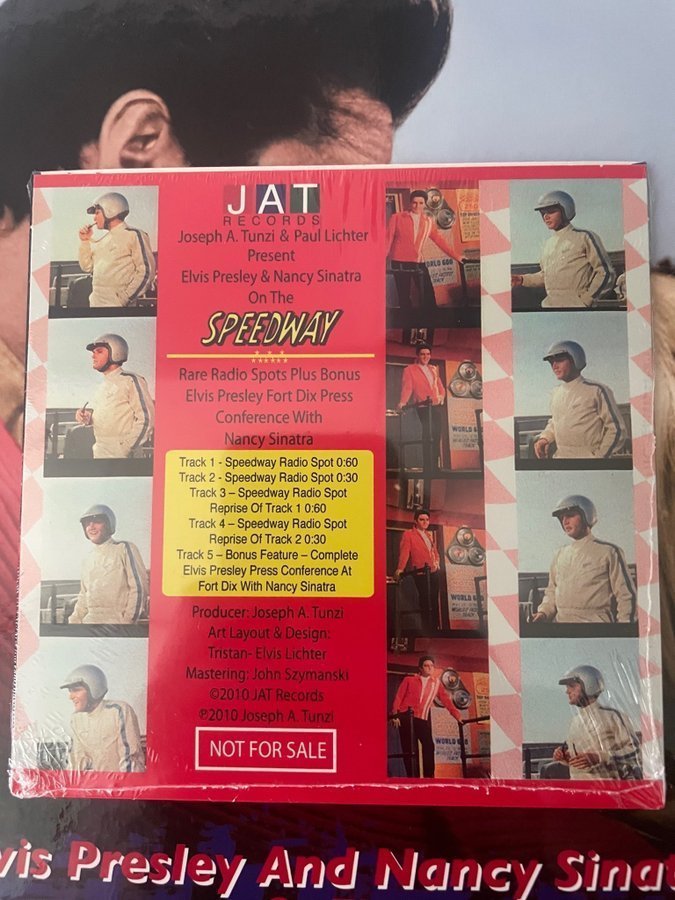 JAT
RECORDS
Joseph A. Tunzi & Paul Lichter
Present
Elvis Presley & Nancy Sinatra
On The
SPEEDWAY
Rare Radio Spots Plus Bonus
Elvis Presley Fort Dix Press
Conference With
Nancy Sinatra
Track 1 - Speedway Radio Spot 0:60
Track 2 - Speedway Radio Spot 0:30
Track 3 – Speedway Radio Spot
Reprise Of Track 1 0:60
Track 4 – Speedway Radio Spot
Reprise Of Track 2 0:30
Track 5 – Bonus Feature – Complete
Elvis Presley Press Conference At
Fort Dix With Nancy Sinatra
Producer: Joseph A. Tunzi
Art Layout & Design:
Tristan- Elvis Lichter
Mastering: John Szymanski
©2010 JAT Records
℗2010 Joseph A. Tunzi
NOT FOR SALE
WORLD
WORLD
WORLD
WORLD
vis Presley And Nancy Sinat